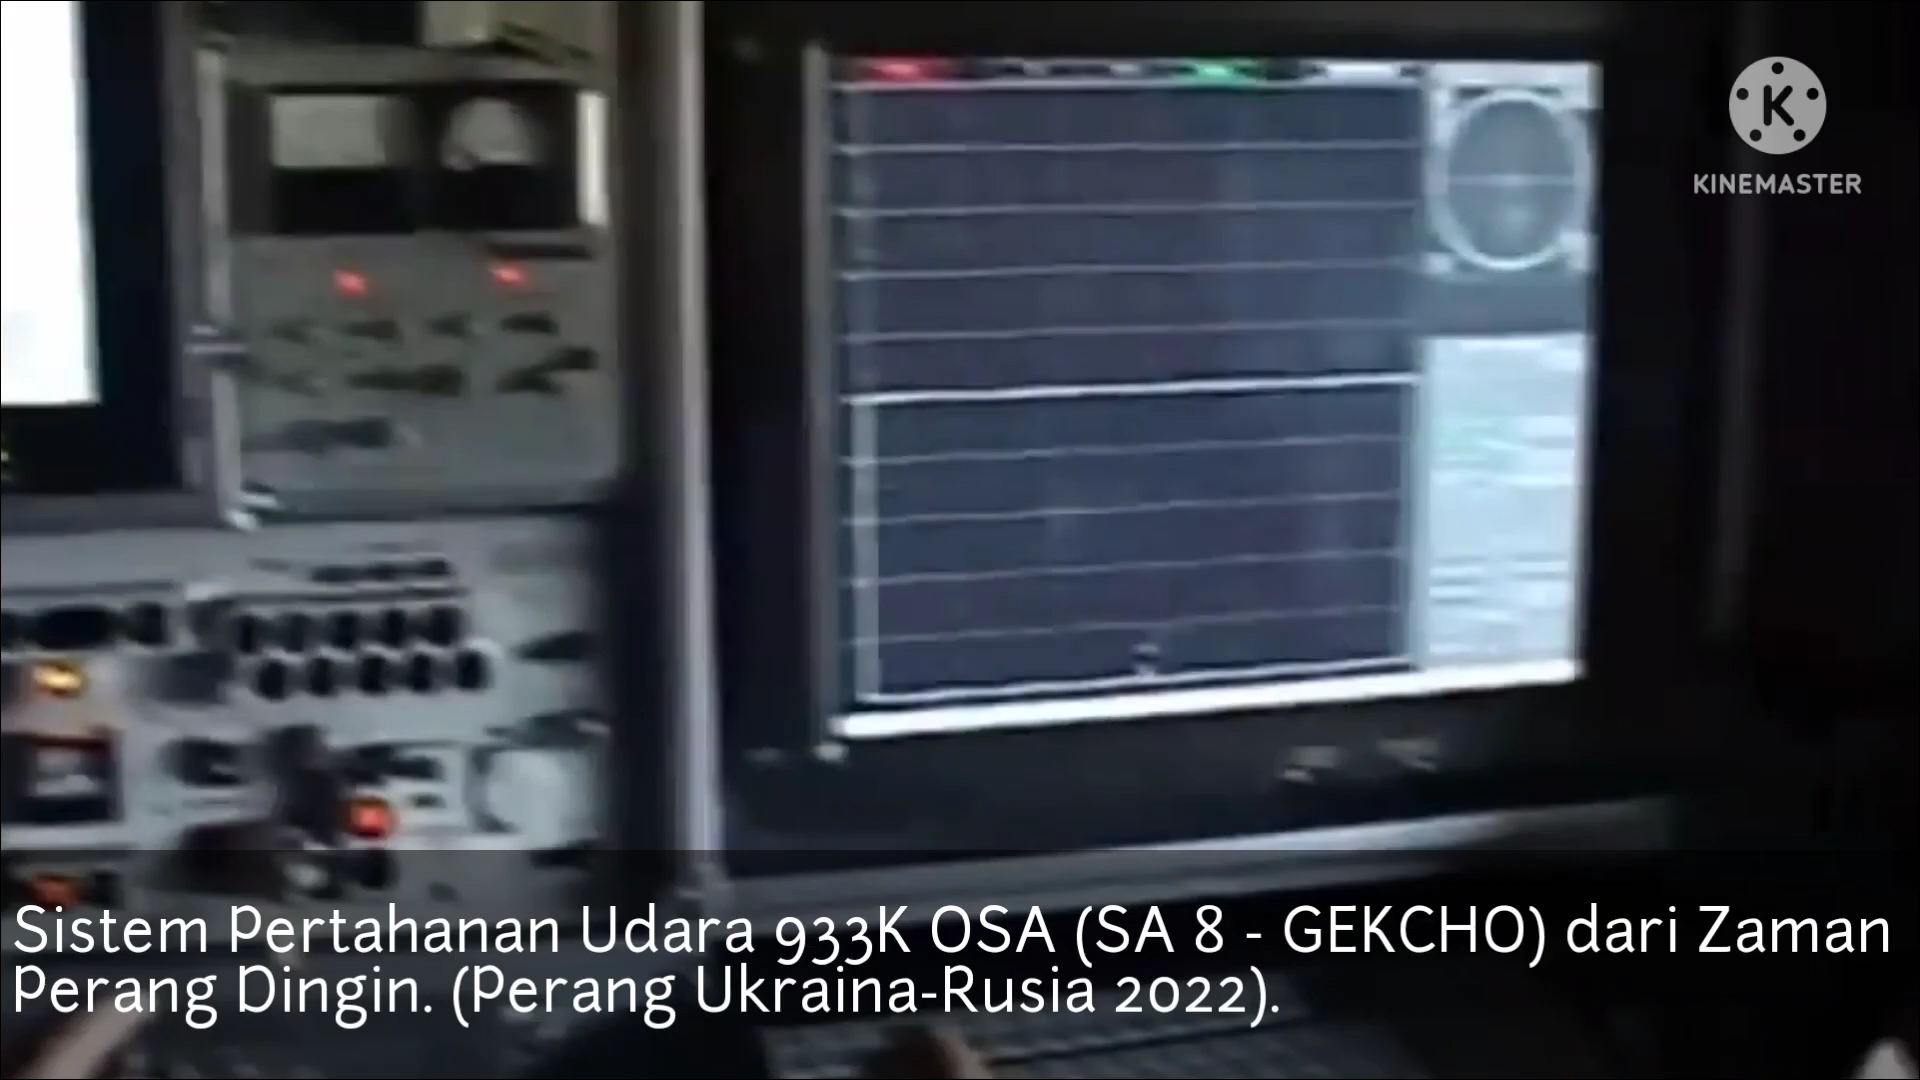 KINEMASTER
Sistem Pertahanan Udara 933K OSA (SA 8 - GEKCHO) dari Zaman
Perang Dingin. (Perang Ukraina-Rusia 2022).